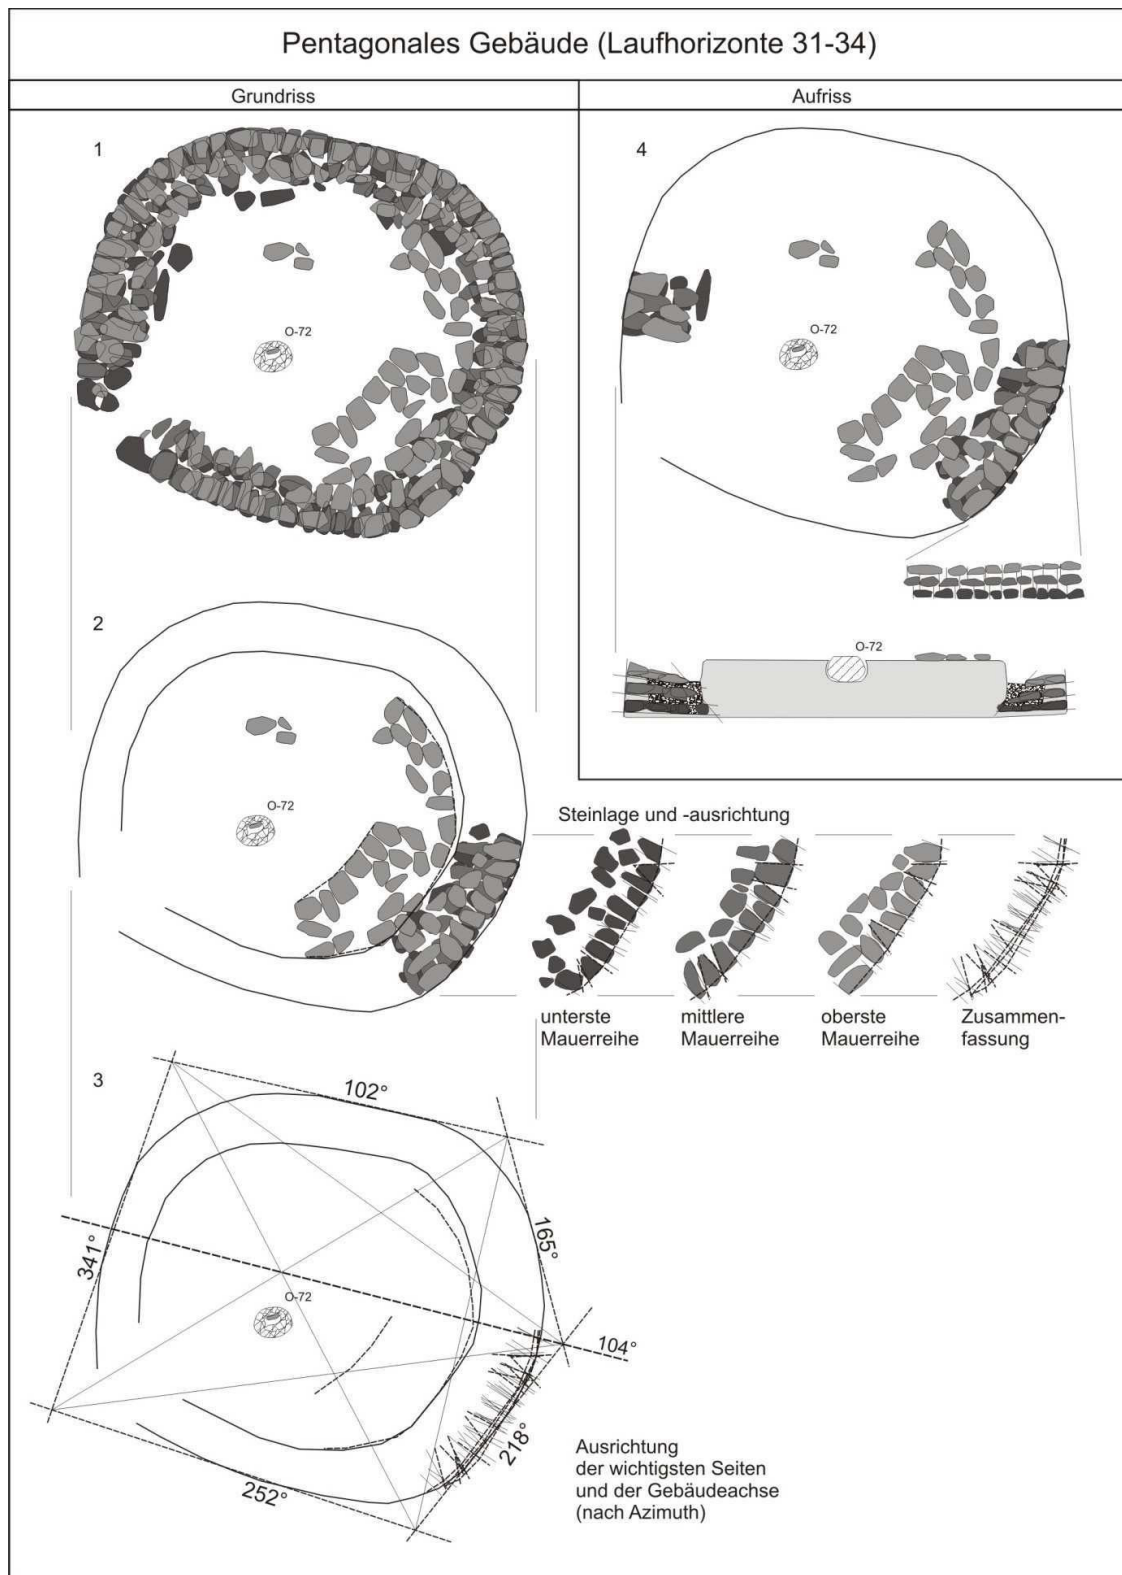 Pentagonales Gebäude (Laufhorizonte 31-34)
Grundriss
Aufriss
1
O-72
4
O-72
O-72
2
O-72
Steinlage und -ausrichtung
unterste
Mauerreihe
mittlere
Mauerreihe
oberste
Mauerreihe
Zusammen-
fassung
3
102°
165°
341°
O-72
104°
218°
252°
Ausrichtung
der wichtigsten Seiten
und der Gebäudeachse
(nach Azimuth)